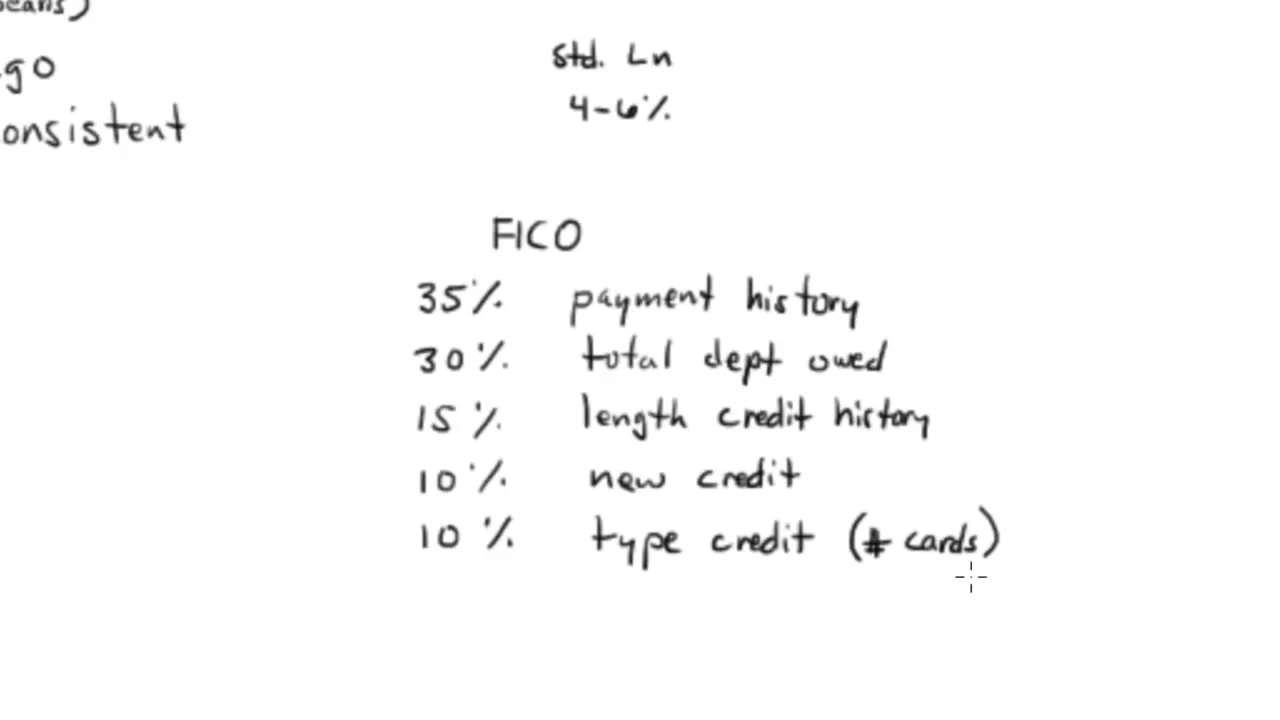 go
onsistent
Std. Ln
4-6%
FICO
35% payment history
30% total dept owed
15% length credit history
10% new credit
10% type credit (# cards)